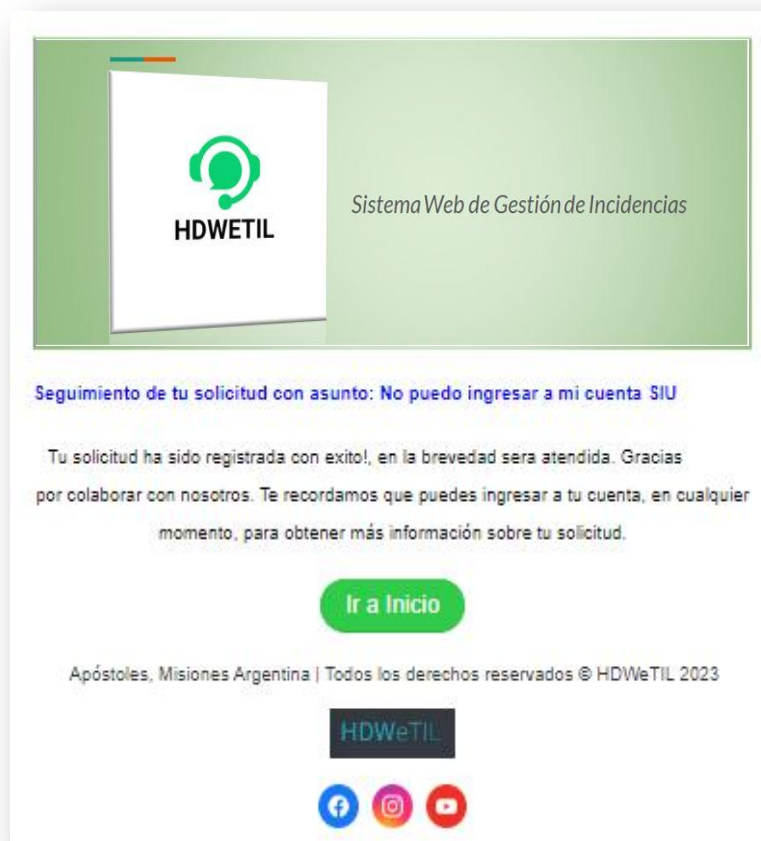 HDWETIL
Sistema Web de Gestión de Incidencias
Seguimiento de tu solicitud con asunto: No puedo ingresar a mi cuenta SIU
Tu solicitud ha sido registrada con exito!, en la brevedad sera atendida. Gracias
por colaborar con nosotros. Te recordamos que puedes ingresar a tu cuenta, en cualquier
momento, para obtener más información sobre tu solicitud.
Ir a Inicio
Apóstoles, Misiones Argentina | Todos los derechos reservados © HDWeTIL 2023
HDWeTIL